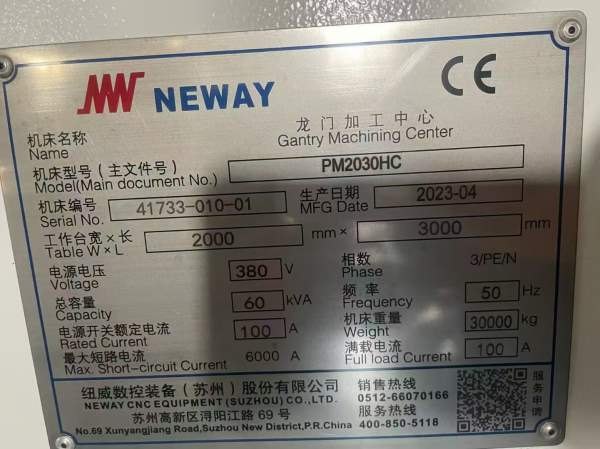 NEWAY CE
机床名称 龙门加工中心
Name Gantry Machining Center
机床型号(主文件号) PM2030HC
Model(Main document No.)
机床编号 41733-010-01 生产日期 2023-04
Serial No. MFG Date
工作台宽×长 2000 mm× 3000 mm
Table W×L
电源电压 380 V 相数 3/PE/N
Voltage Phase
总容量 60 kVA 频率 50 Hz
Capacity Frequency
电源开关额定电流 100 A 机床重量 30000 kg
Rated Current Weight
最大短路电流 6000 A 满载电流 100 A
Max. Short-circuit Current Full load Current
纽威数控装备(苏州)股份有限公司 销售热线
NEWAY CNC EQUIPMENT (SUZHOU) CO.,LTD. 0512-66070166
苏州高新区浔阳江路 69 号 服务热线
No.69 Xunyangjiang Road,Suzhou New District,P.R.China 400-850-5118
服务申请